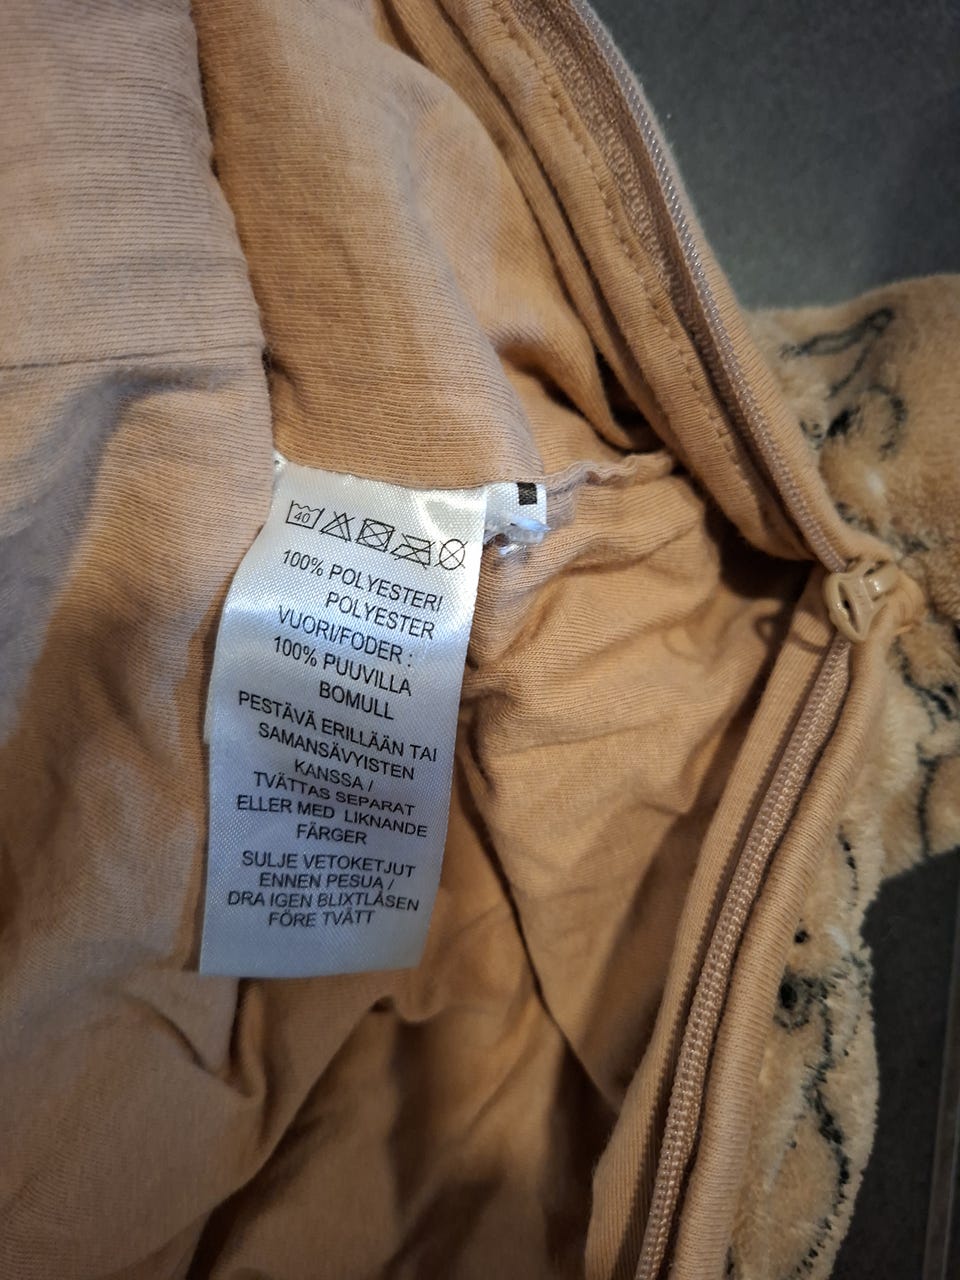 40
100% POLYESTERI
POLYESTER
VUORI/FODER :
100% PUUVILLA
BOMULL
PESTÄVÄ ERILLÄÄN TAI
SAMANSÄVYISTEN
KANSSA /
TVÄTTAS SEPARAT
ELLER MED LIKNANDE
FÄRGER
SULJE VETOKETJUT
ENNEN PESUA /
DRA IGEN BLIXTLÅSEN
FÖRE TVÄTT